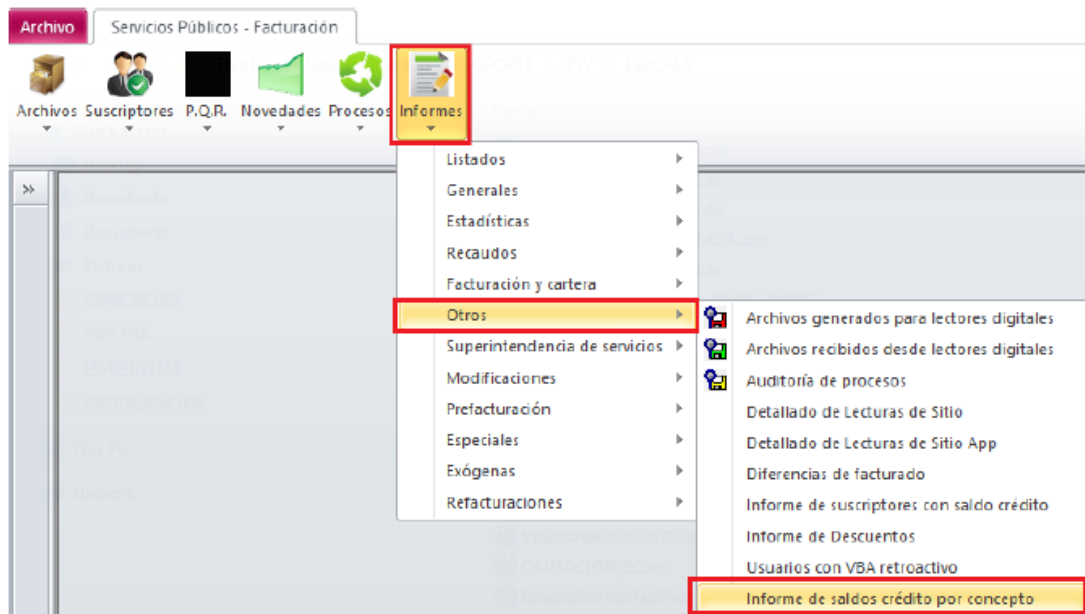 Archivo Servicios Públicos - Facturación
Archivos Suscriptores P.Q.R. Novedades Procesos Informes
Listados
»
Generales
Estadísticas
Recaudos
Facturación y cartera
Otros
Archivos generados para lectores digitales
Superintendencia de servicios
Archivos recibidos desde lectores digitales
Modificaciones
Auditoría de procesos
Prefacturación
Detallado de Lecturas de Sitio
Especiales
Detallado de Lecturas de Sitio App
Exógenas
Diferencias de facturado
Refacturaciones
Informe de suscriptores con saldo crédito
Informe de Descuentos
Usuarios con VBA retroactivo
Informe de saldos crédito por concepto